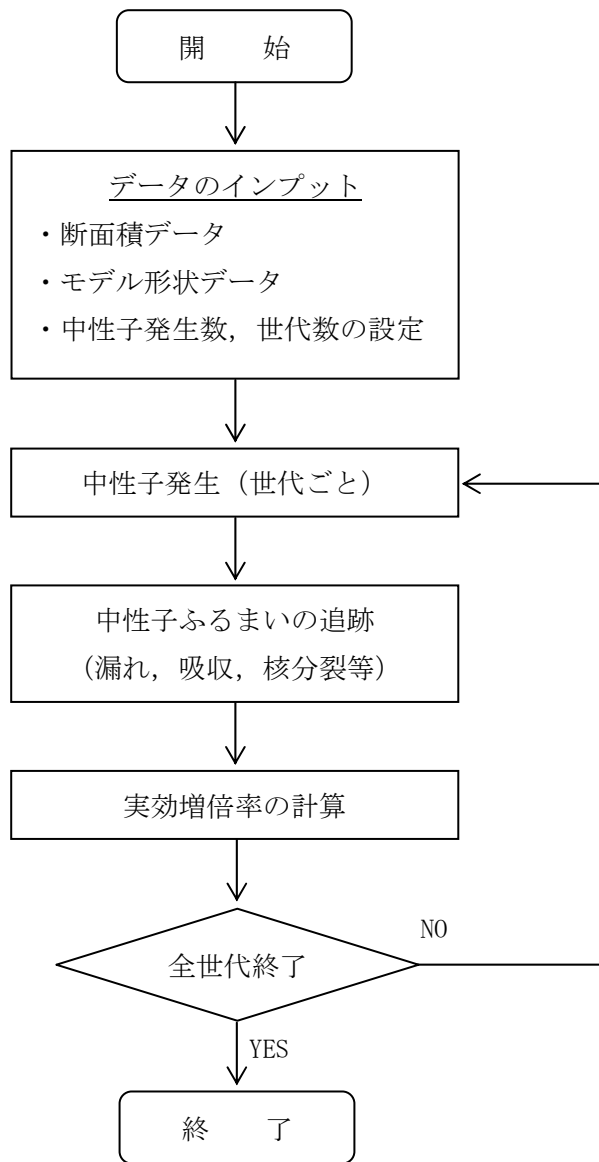 開　　始
データのインプット
・断面積データ
・モデル形状データ
・中性子発生数，世代数の設定
中性子発生（世代ごと）
中性子ふるまいの追跡
（漏れ，吸収，核分裂等）
実効増倍率の計算
全世代終了
NO
YES
終　　了